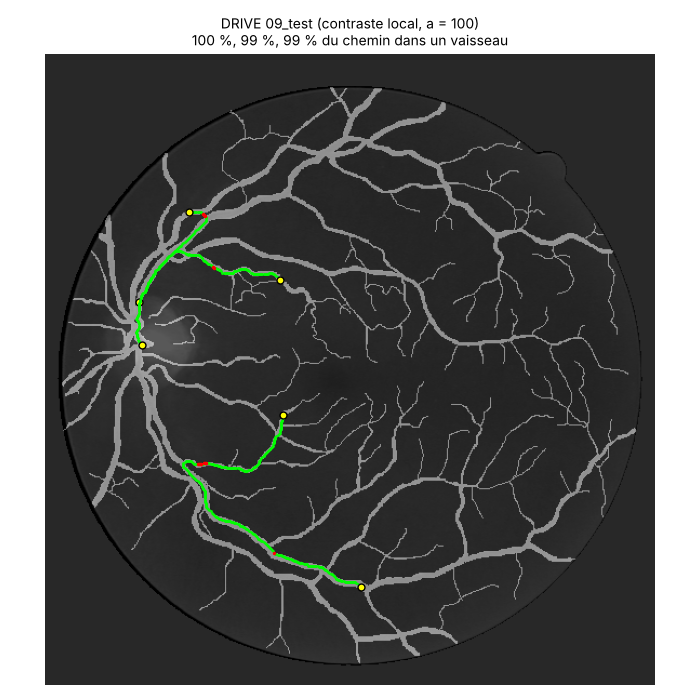 DRIVE 09_test (contraste local, a = 100)
100 %, 99 %, 99 % du chemin dans un vaisseau